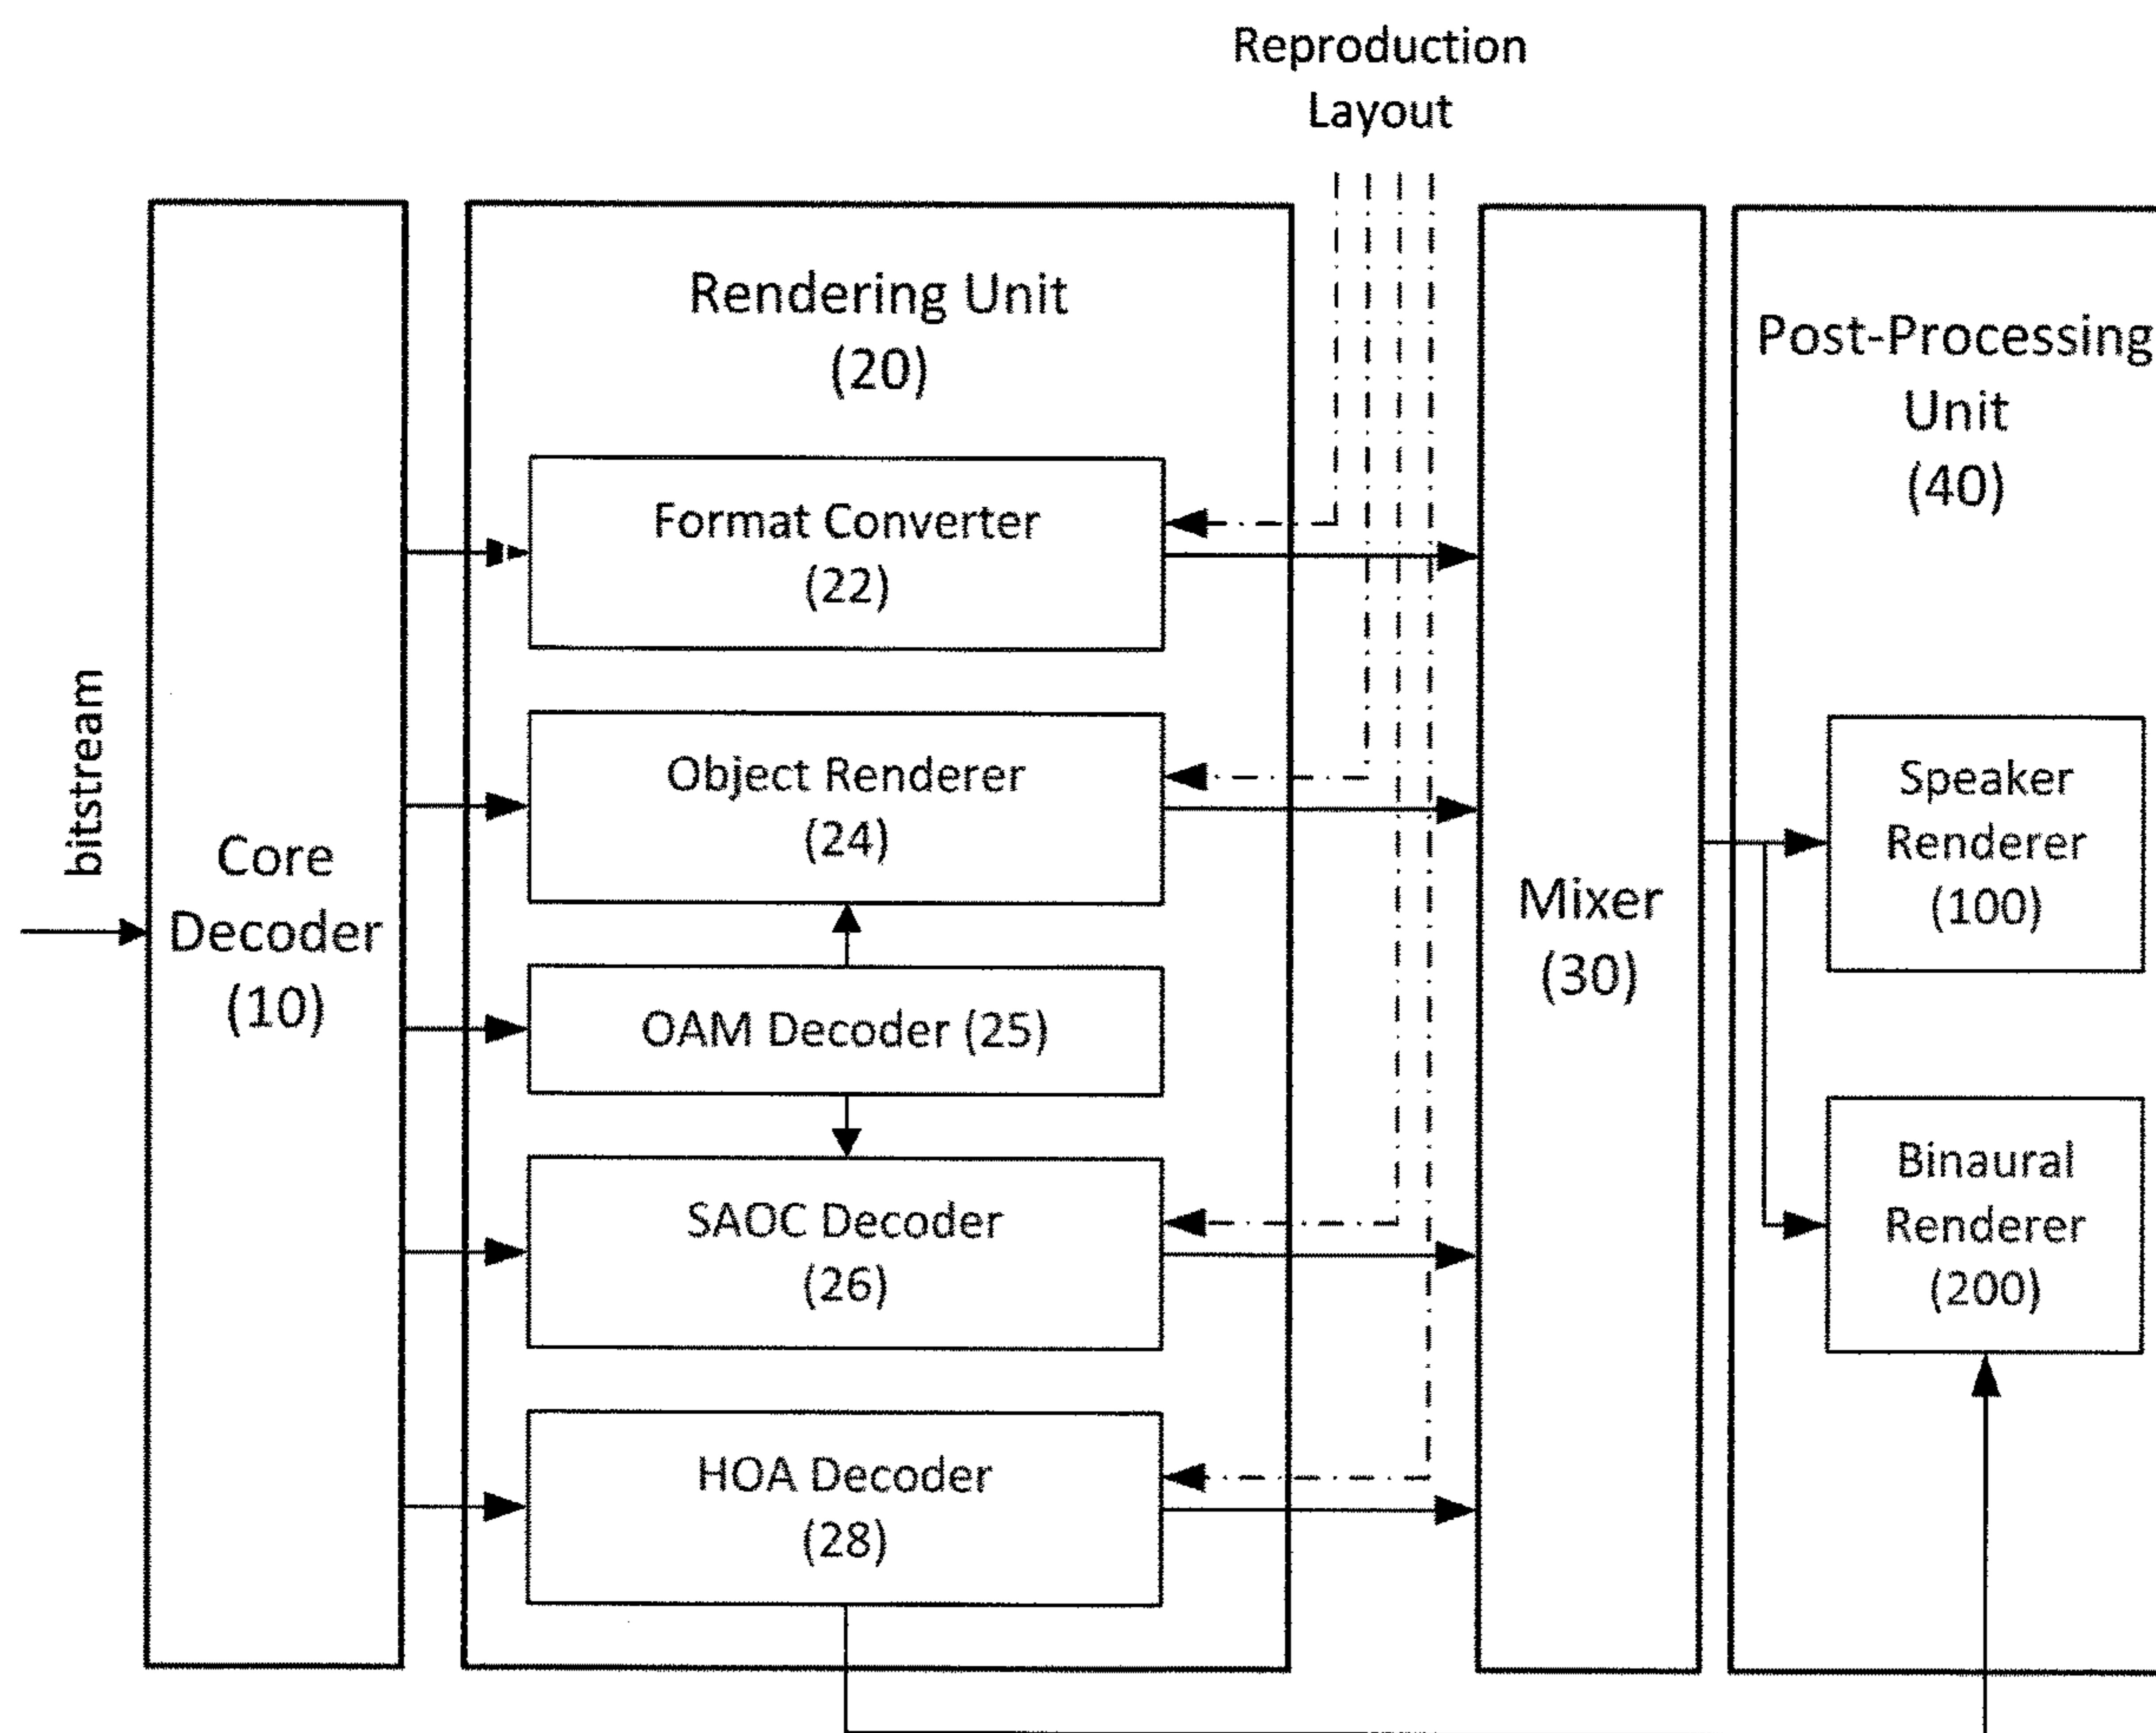 Reproduction
Layout
bitstream
Core
Decoder
(10)
Rendering Unit
(20)
Format Converter
(22)
Object Renderer
(24)
OAM Decoder (25)
SAOC Decoder
(26)
HOA Decoder
(28)
Mixer
(30)
Post-Processing
Unit
(40)
Speaker
Renderer
(100)
Binaural
Renderer
(200)